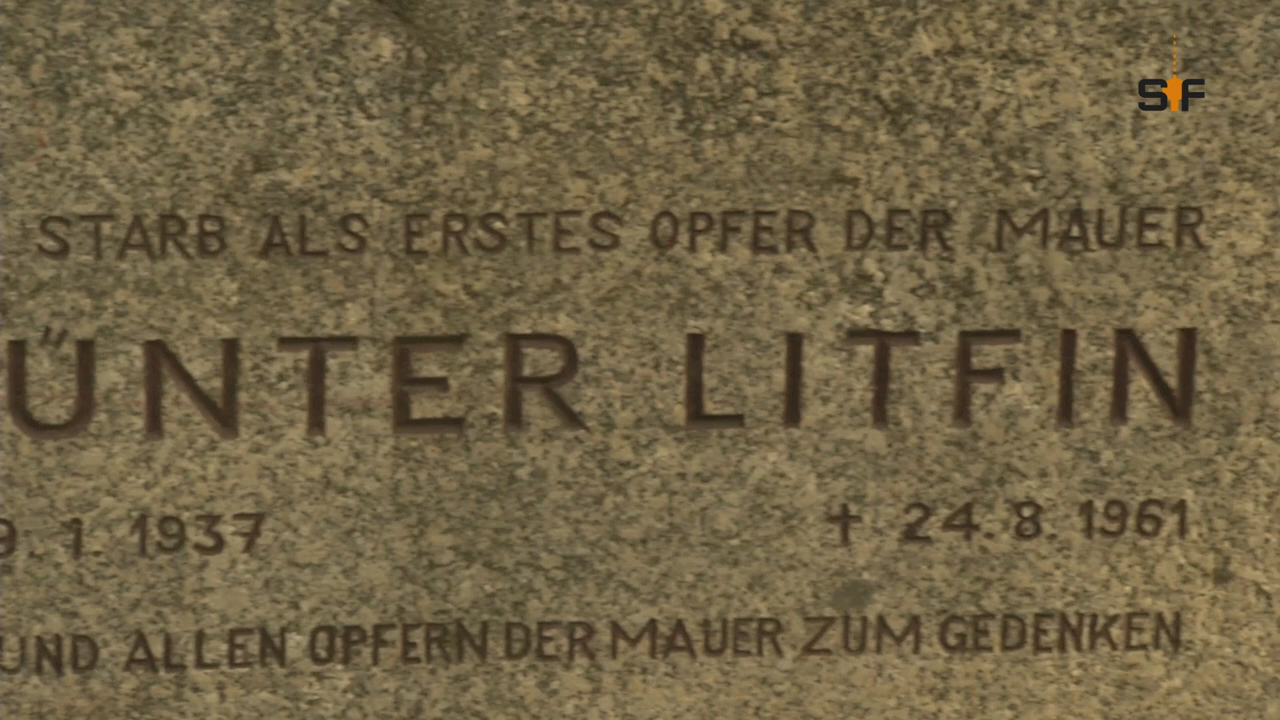 SF
STARB ALS ERSTES OPFER DER MAUER
ÜNTER LITFIN
9. 1. 1937 † 24. 8. 1961
UND ALLEN OPFERN DER MAUER ZUM GEDENKEN